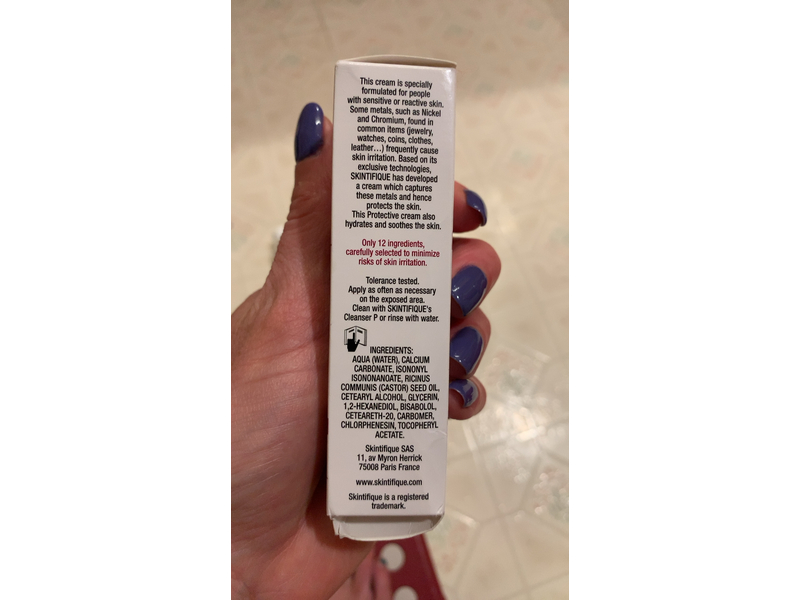 This cream is specially
formulated for people
with sensitive or reactive skin.
Some metals, such as Nickel
and Chromium, found in
common items (jewelry,
watches, coins, clothes,
leather...) frequently cause
skin irritation. Based on its
exclusive technologies,
SKINTIFIQUE has developed
a cream which captures
these metals and hence
protects the skin.
This Protective cream also
hydrates and soothes the skin.
Only 12 ingredients,
carefully selected to minimize
risks of skin irritation.
Tolerance tested.
Apply as often as necessary
on the exposed area.
Clean with SKINTIFIQUE's
Cleanser P or rinse with water.
INGREDIENTS:
AQUA (WATER), CALCIUM
CARBONATE, ISONONYL
ISONONANOATE, RICINUS
COMMUNIS (CASTOR) SEED OIL,
CETEARYL ALCOHOL, GLYCERIN,
1,2-HEXANEDIOL, BISABOLOL,
CETEARETH-20, CARBOMER,
CHLORPHENESIN, TOCOPHERYL
ACETATE.
Skintifique SAS
11, av Myron Herrick
75008 Paris France
www.skintifique.com
Skintifique is a registered
trademark.